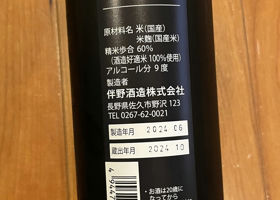 原材料名 米(国産)
米麹(国産米)
精米歩合 60%
(酒造好適米100%使用)
アルコール分 9度
製造者
伴野酒造株式会社
長野県佐久市野沢123
TEL 0267-62-0021
製造年月 2024.06
蔵出年月 2024.10
・お酒は20歳に
なってから